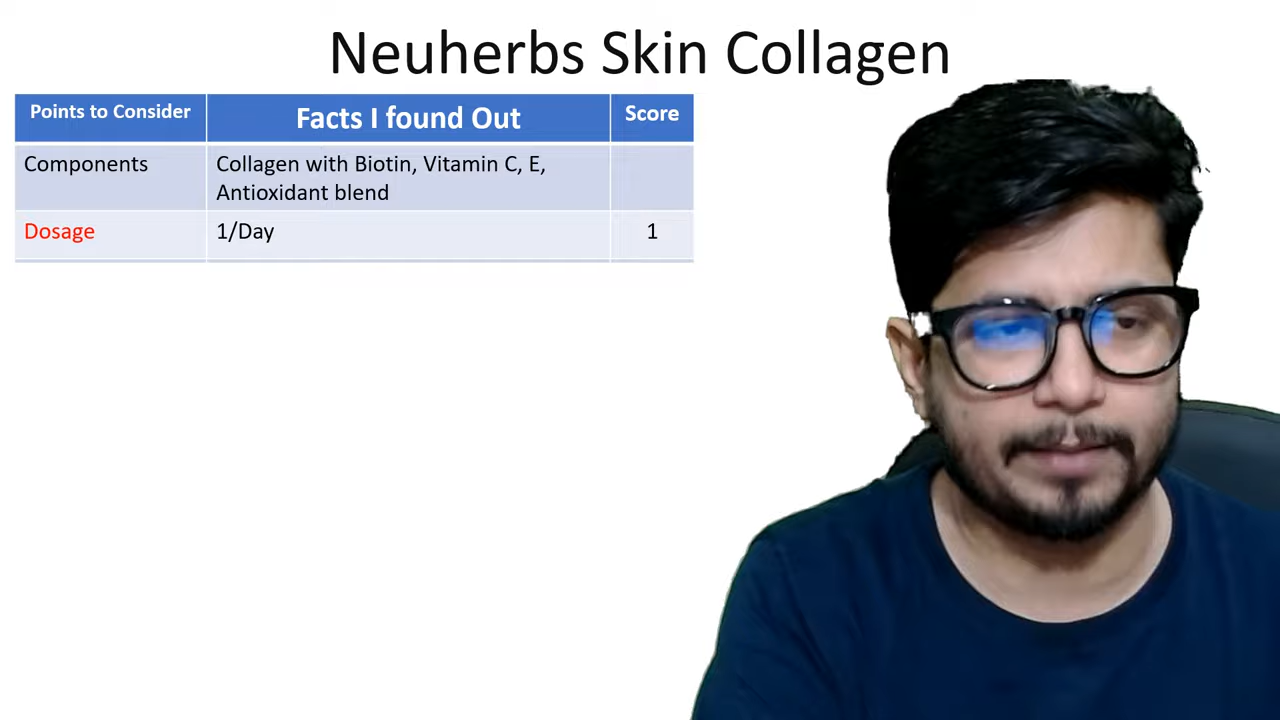 Neuherbs Skin Collagen
Points to Consider
Facts I found Out
Score
Components
Collagen with Biotin, Vitamin C, E,
Antioxidant blend
Dosage
1/Day
1